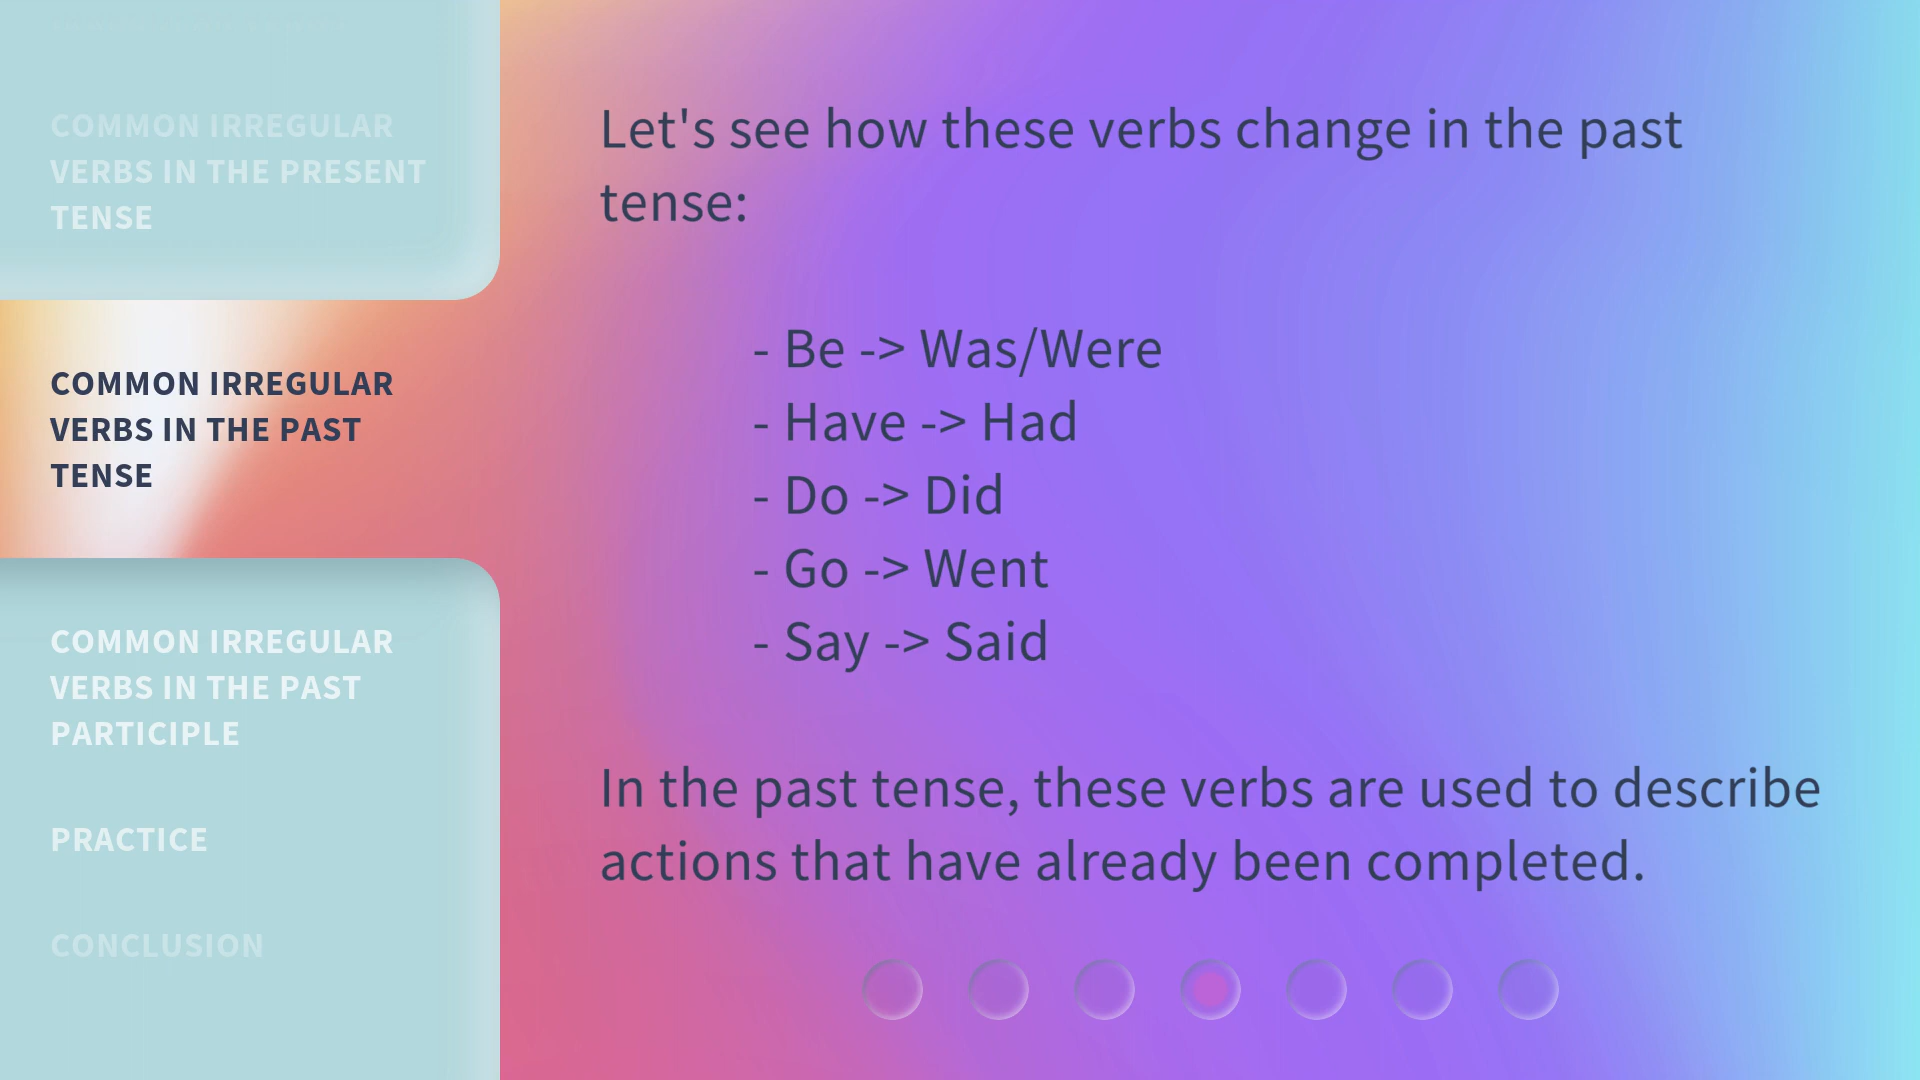 COMMON IRREGULAR
VERBS IN THE PRESENT
TENSE
COMMON IRREGULAR
VERBS IN THE PAST
TENSE
COMMON IRREGULAR
VERBS IN THE PAST
PARTICIPLE
PRACTICE
CONCLUSION
Let's see how these verbs change in the past
tense:
- Be -> Was/Were
- Have -> Had
- Do -> Did
- Go -> Went
- Say -> Said
In the past tense, these verbs are used to describe
actions that have already been completed.